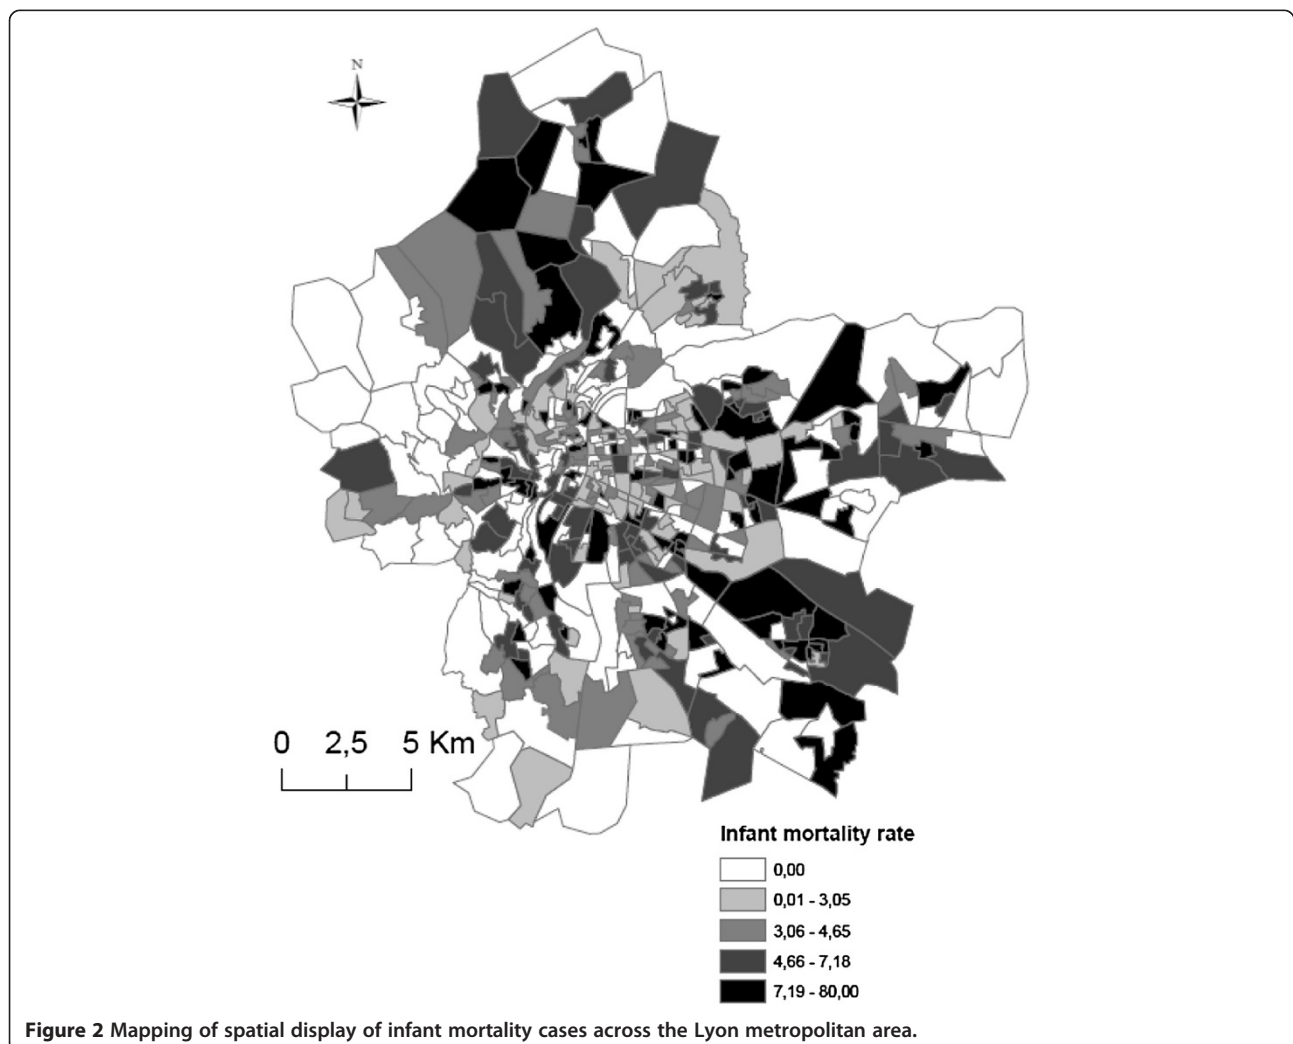 N
0 2,5 5 Km
Infant mortality rate
0,00
0,01 - 3,05
3,06 - 4,65
4,66 - 7,18
7,19 - 80,00
Figure 2 Mapping of spatial display of infant mortality cases across the Lyon metropolitan area.